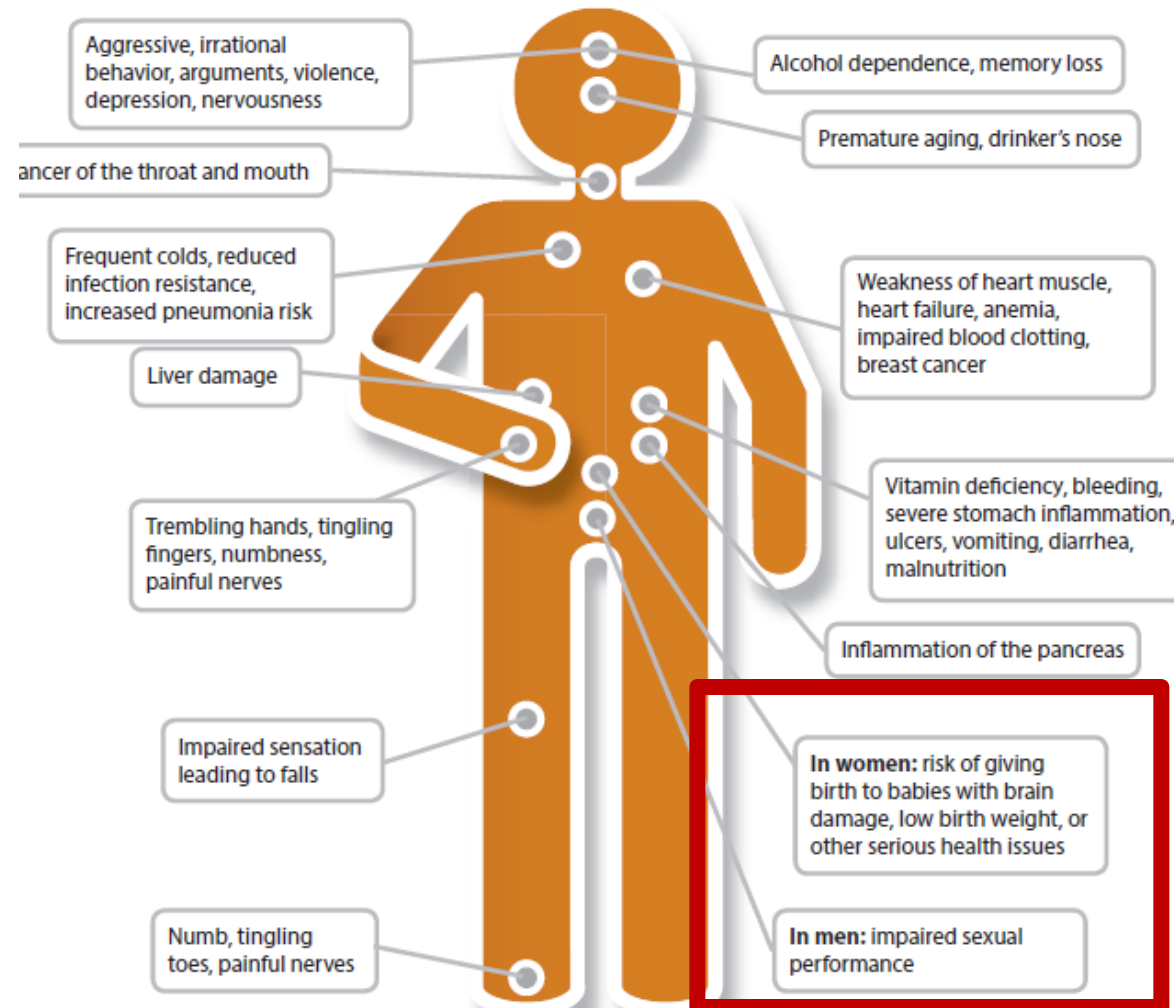 Aggressive, irrational
behavior, arguments, violence,
depression, nervousness
Alcohol dependence, memory loss
Premature aging, drinker's nose
ancer of the throat and mouth
Frequent colds, reduced
infection resistance,
increased pneumonia risk
Weakness of heart muscle,
heart failure, anemia,
impaired blood clotting,
breast cancer
Liver damage
Vitamin deficiency, bleeding,
severe stomach inflammation,
ulcers, vomiting, diarrhea,
malnutrition
Trembling hands, tingling
fingers, numbness,
painful nerves
Inflammation of the pancreas
Impaired sensation
leading to falls
In women: risk of giving
birth to babies with brain
damage, low birth weight, or
other serious health issues
Numb, tingling
toes, painful nerves
In men: impaired sexual
performance